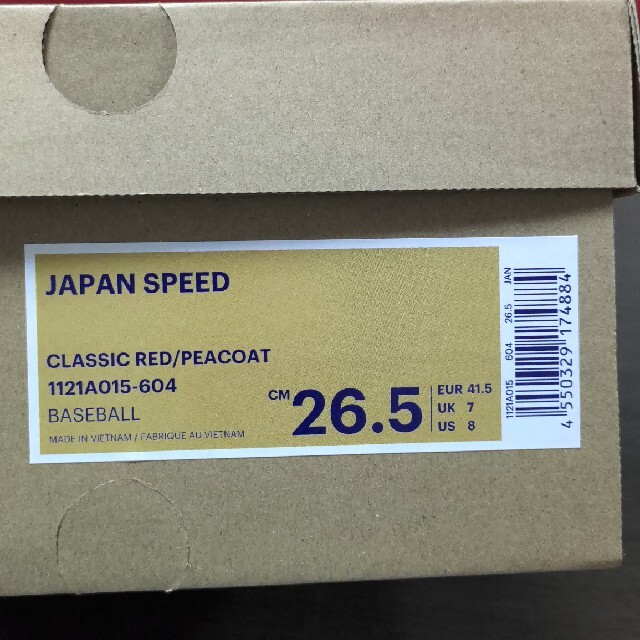 JAPAN SPEED
CLASSIC RED/PEACOAT
1121A015-604
BASEBALL
MADE IN VIETNAM / FABRIQUE AU VIETNAM
CM 26.5
EUR 41.5
UK 7
US 8
1121A015 604 26.5 JAN
4 550329 174884